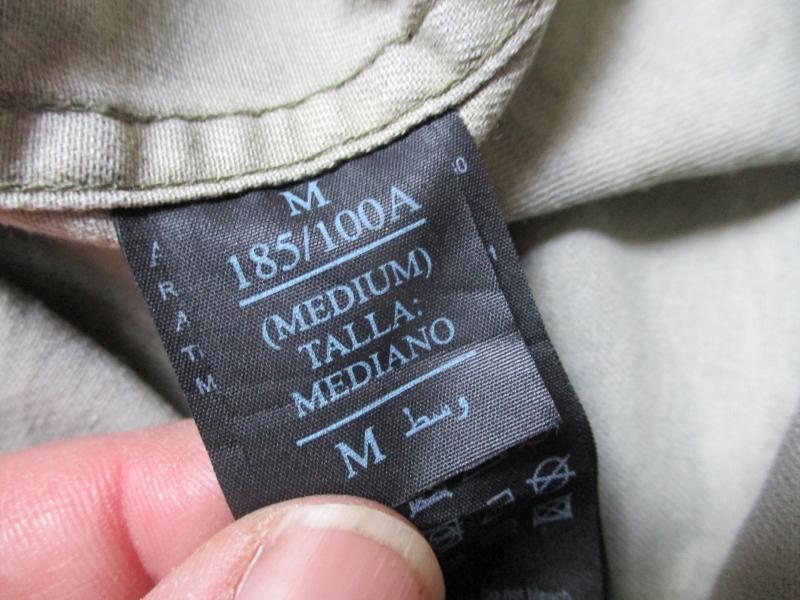 M
185/100A
(MEDIUM)
TALLA:
MEDIANO
M وسط